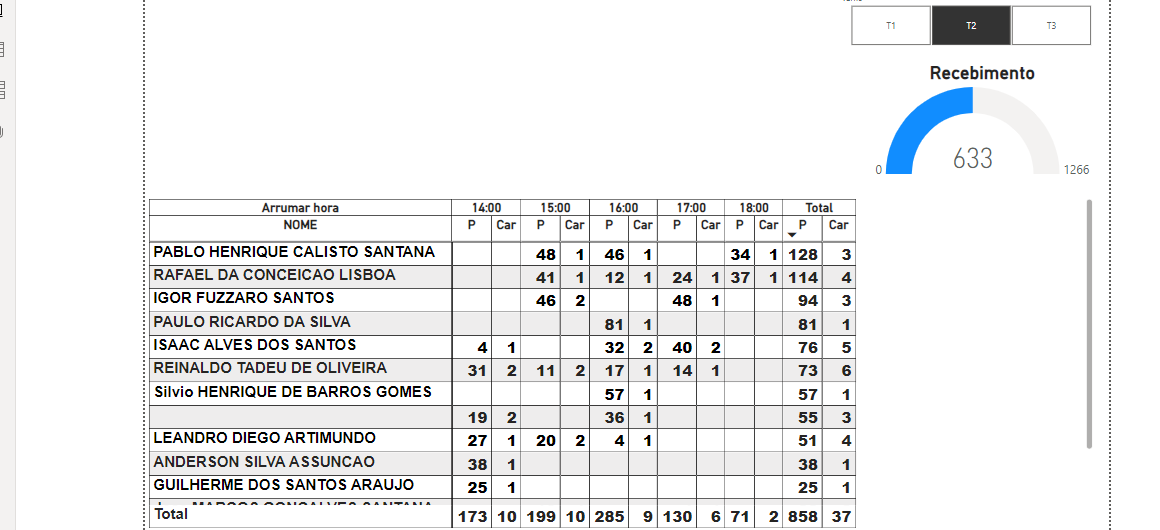 T1 T2 T3
Recebimento
633
0 1266
Arrumar hora 14:00 15:00 16:00 17:00 18:00 Total
NOME P Car P Car P Car P Car P Car P Car
PABLO HENRIQUE CALISTO SANTANA 48 1 46 1 34 1 128 3
RAFAEL DA CONCEICAO LISBOA 41 1 12 1 24 1 37 1 114 4
IGOR FUZZARO SANTOS 46 2 48 1 94 3
PAULO RICARDO DA SILVA 81 1 81 1
ISAAC ALVES DOS SANTOS 4 1 32 2 40 2 76 5
REINALDO TADEU DE OLIVEIRA 31 2 11 2 17 1 14 1 73 6
Silvio HENRIQUE DE BARROS GOMES 57 1 57 1
19 2 36 1 55 3
LEANDRO DIEGO ARTIMUNDO 27 1 20 2 4 1 51 4
ANDERSON SILVA ASSUNCAO 38 1 38 1
GUILHERME DOS SANTOS ARAUJO 25 1 25 1
MARCOS GONCALVES SANTANA
Total 173 10 199 10 285 9 130 6 71 2 858 37